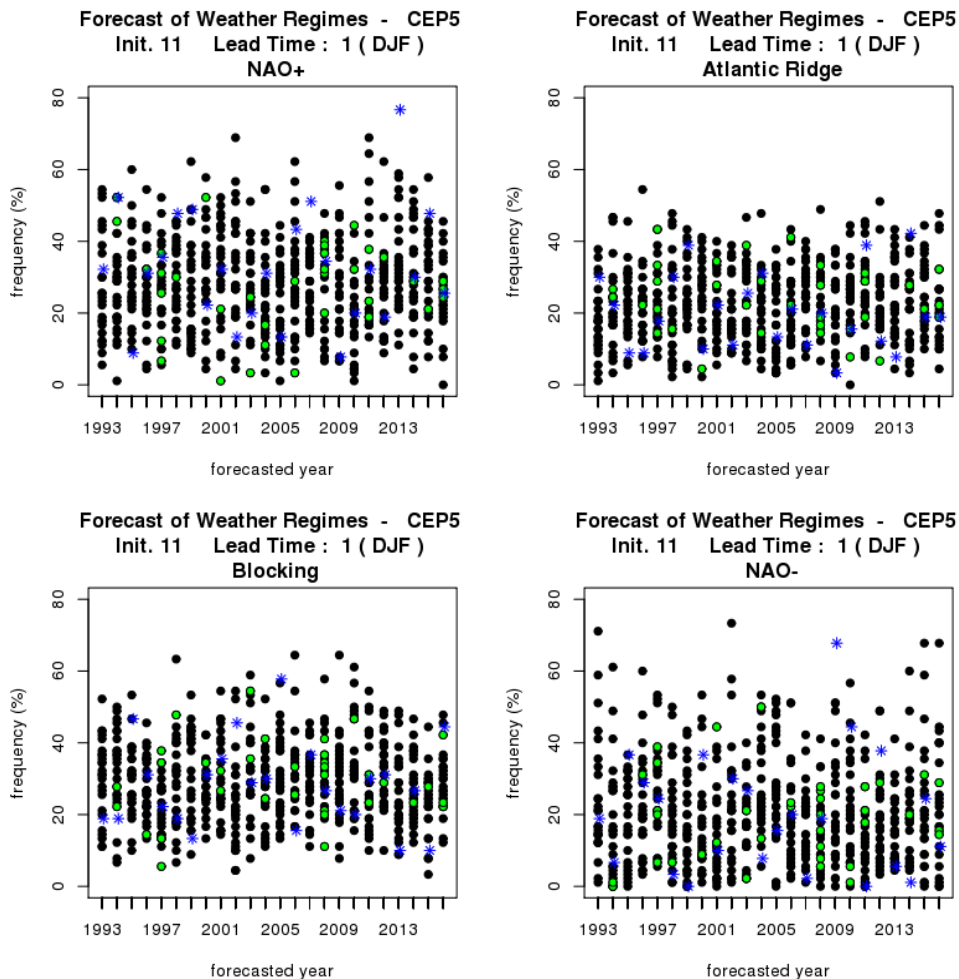 Forecast of Weather Regimes - CEP5
Init. 11 Lead Time : 1 ( DJF )
NAO+
frequency (%)
80
60
40
20
0
1993 1997 2001 2005 2009 2013
forecasted year
Forecast of Weather Regimes - CEP5
Init. 11 Lead Time : 1 ( DJF )
Atlantic Ridge
frequency (%)
80
60
40
20
0
1993 1997 2001 2005 2009 2013
forecasted year
Forecast of Weather Regimes - CEP5
Init. 11 Lead Time : 1 ( DJF )
Blocking
frequency (%)
80
60
40
20
0
1993 1997 2001 2005 2009 2013
forecasted year
Forecast of Weather Regimes - CEP5
Init. 11 Lead Time : 1 ( DJF )
NAO-
frequency (%)
80
60
40
20
0
1993 1997 2001 2005 2009 2013
forecasted year